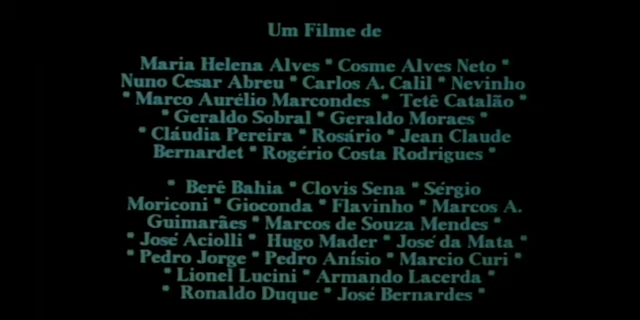 Um Filme de
Maria Helena Alves * Cosme Alves Neto *
Nuno Cesar Abreu * Carlos A. Calil * Nevinho
* Marco Aurélio Marcondes * Tetê Catalão *
* Geraldo Sobral * Geraldo Moraes *
* Cláudia Pereira * Rosário * Jean Claude
Bernardet * Rogério Costa Rodrigues *
* Berê Bahia * Clovis Sena * Sérgio
Moriconi * Gioconda * Flavinho * Marcos A.
Guimarães * Marcos de Souza Mendes *
* José Aciolli * Hugo Mader * José da Mata *
* Pedro Jorge * Pedro Anísio * Marcio Curi *
* Lionel Lucini * Armando Lacerda *
* Ronaldo Duque * José Bernardes *